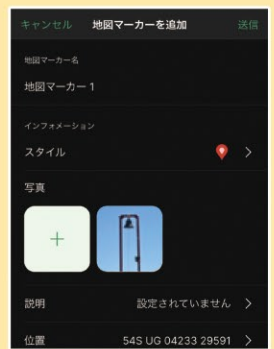 キャンセル 地図マーカーを追加 送信
地図マーカー名
地図マーカー 1
インフォメーション
スタイル
写真
説明 設定されていません
位置 54S UG 04233 29591